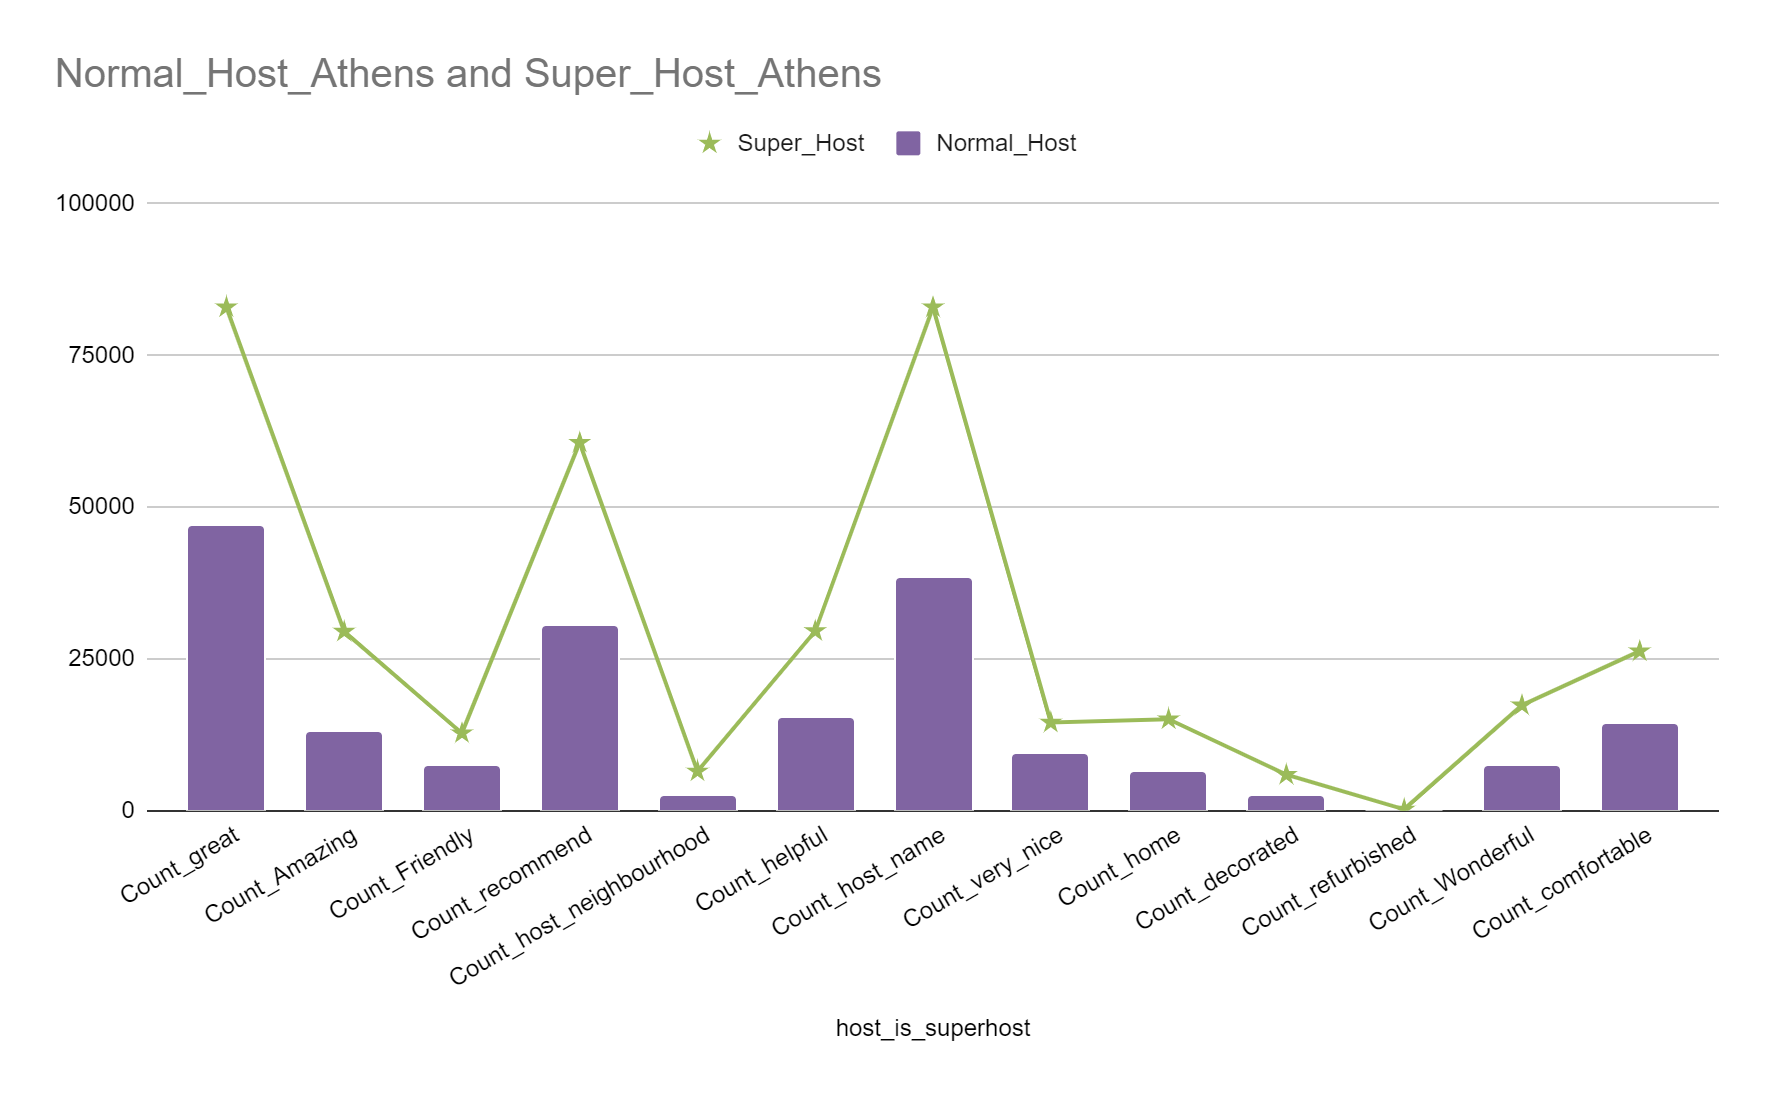 Normal_Host_Athens and Super_Host_Athens
Super_Host
Normal_Host
100000
75000
50000
25000
0
Count_great
Count_Amazing
Count_Friendly
Count_recommend
Count_host_neighbourhood
Count_helpful
Count_host_name
Count_very_nice
Count_home
Count_decorated
Count_refurbished
Count_Wonderful
Count_comfortable
host_is_superhost